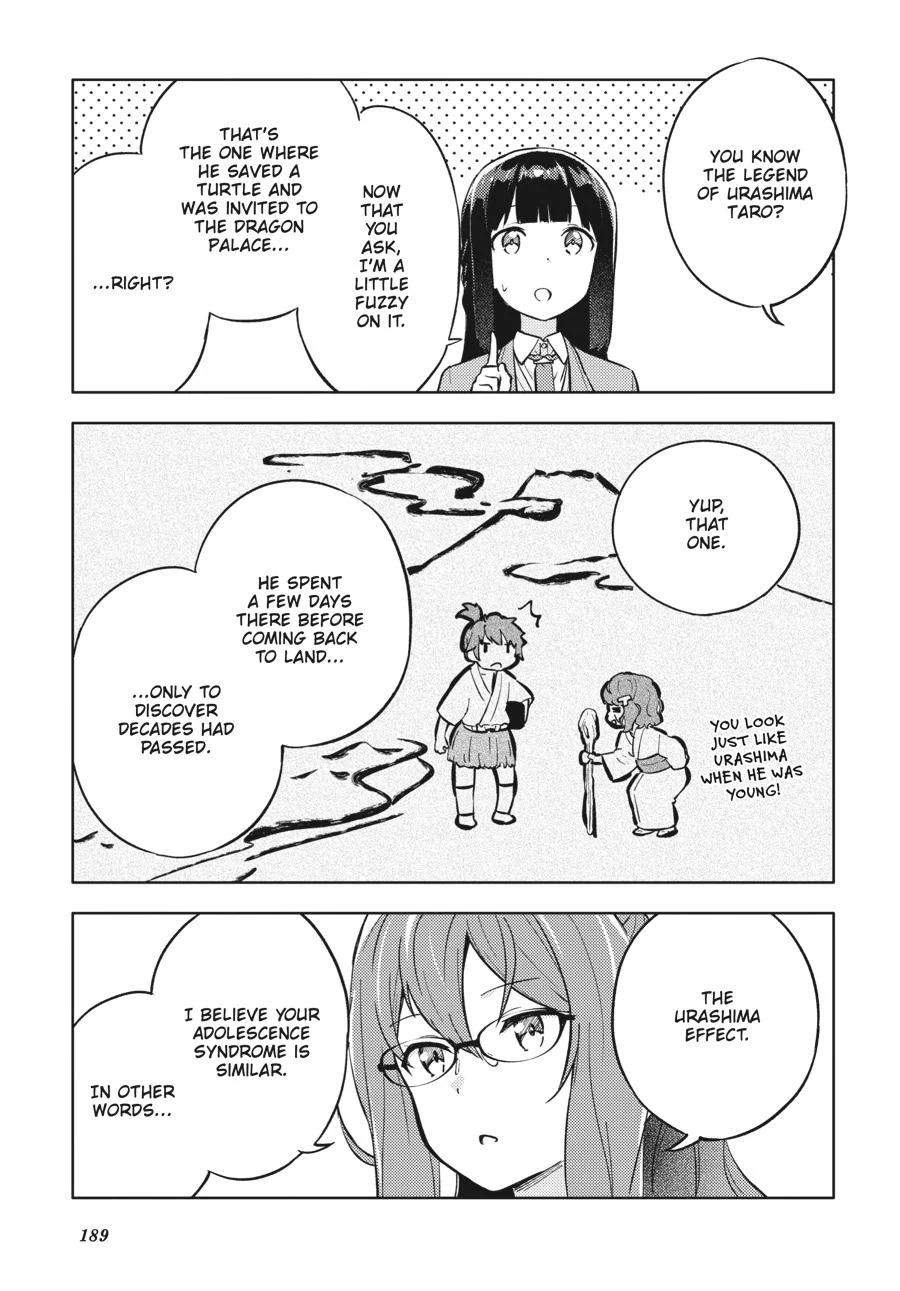 YOU KNOW
THE LEGEND
OF URASHIMA
TARO?
NOW
THAT
YOU
ASK,
I'M A
LITTLE
FUZZY
ON IT.
THAT'S
THE ONE WHERE
HE SAVED A
TURTLE AND
WAS INVITED TO
THE DRAGON
PALACE...
...RIGHT?
YUP,
THAT
ONE.
HE SPENT
A FEW DAYS
THERE BEFORE
COMING BACK
TO LAND...
...ONLY TO
DISCOVER
DECADES HAD
PASSED.
YOU LOOK
JUST LIKE
URASHIMA
WHEN HE WAS
YOUNG!
THE
URASHIMA
EFFECT.
I BELIEVE YOUR
ADOLESCENCE
SYNDROME IS
SIMILAR.
IN OTHER
WORDS...
189